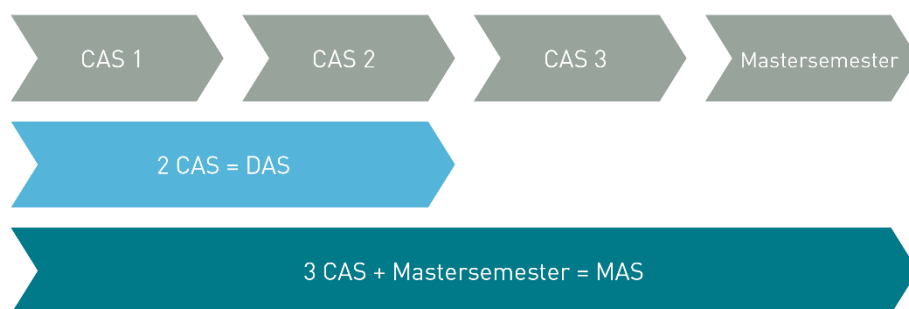 CAS 1
CAS 2
CAS 3
Mastersemester
2 CAS = DAS
3 CAS + Mastersemester = MAS